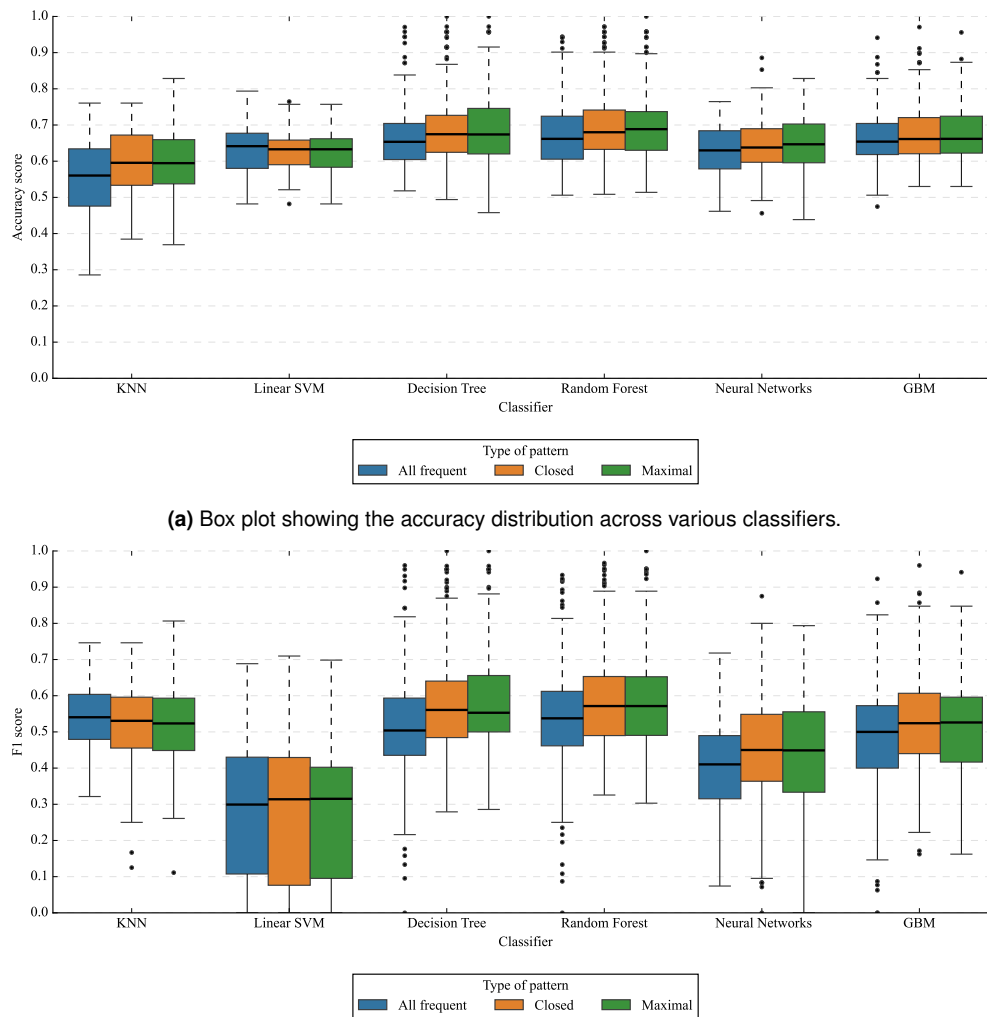 1.0
0.9
0.8
0.7
0.6
0.5
0.4
0.3
0.2
0.1
0.0
Accuracy score
KNN Linear SVM Decision Tree Random Forest Neural Networks GBM
Classifier
Type of pattern
All frequent Closed Maximal
(a) Box plot showing the accuracy distribution across various classifiers.
1.0
0.9
0.8
0.7
0.6
0.5
0.4
0.3
0.2
0.1
0.0
F1 score
KNN Linear SVM Decision Tree Random Forest Neural Networks GBM
Classifier
Type of pattern
All frequent Closed Maximal